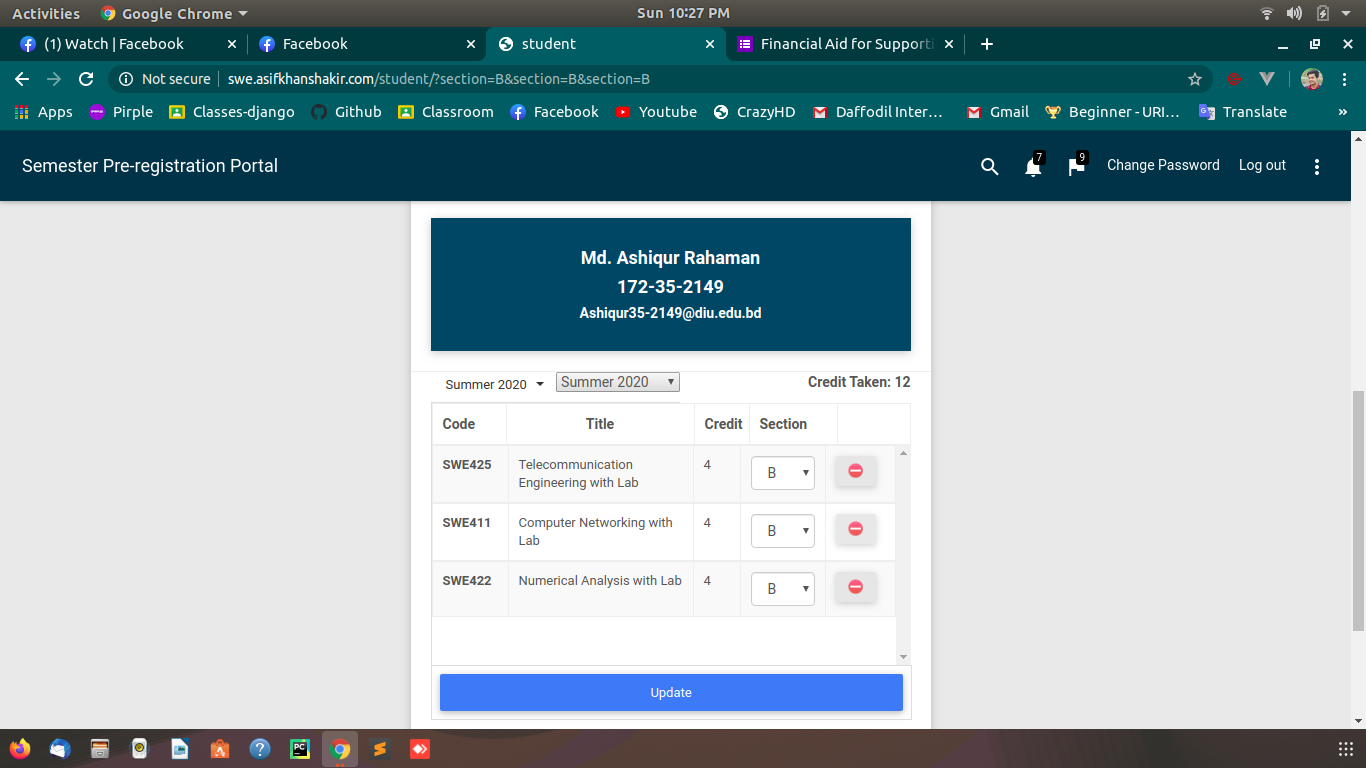 Activities
Google Chrome
Sun 10:27 PM
(1) Watch | Facebook
Facebook
student
Financial Aid for Supporti
Not secure
swe.asifkhanshakir.com/student/?section=B&section=B&section=B
Apps
Pirple
Classes-django
Github
Classroom
Facebook
Youtube
CrazyHD
Daffodil Inter...
Gmail
Beginner - URI...
Translate
»
Semester Pre-registration Portal
7
9
Change Password
Log out
Md. Ashiqur Rahaman
172-35-2149
Ashiqur35-2149@diu.edu.bd
Summer 2020
Summer 2020
Credit Taken: 12
Code
Title
Credit
Section
SWE425
Telecommunication
Engineering with Lab
4
B
SWE411
Computer Networking with
Lab
4
B
SWE422
Numerical Analysis with Lab
4
B
Update